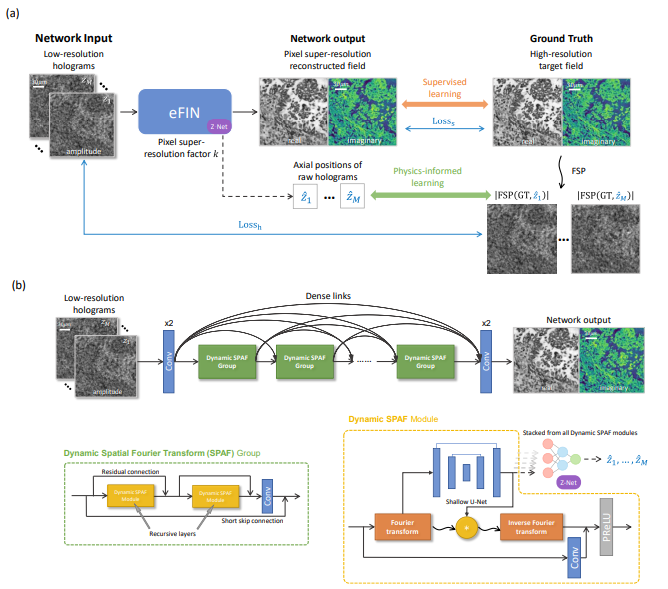 (a)
Network Input
Low-resolution
holograms
amplitude
eFIN
Z-Net
Pixel super-
resolution factor k
Network output
Pixel super-resolution
reconstructed field
real
imaginary
Supervised
learning
Loss_s
Ground Truth
High-resolution
target field
real
imaginary
FSP
Axial positions of
raw holograms
ẑ_1 ... ẑ_M
Physics-informed
learning
|FSP(GT, ẑ_1)| |FSP(GT, ẑ_M)|
Loss_h
(b)
Low-resolution
holograms
amplitude
Dense links
x2
Conv
Dynamic SPAF
Group
Dynamic SPAF
Group
......
Dynamic SPAF
Group
x2
Conv
Network output
real
imaginary
Dynamic Spatial Fourier Transform (SPAF) Group
Residual connection
Dynamic SPAF
Module
Dynamic SPAF
Module
Conv
Recursive layers
Short skip connection
Dynamic SPAF Module
Stacked from all Dynamic SPAF modules
Z-Net
ẑ_1, ..., ẑ_M
Shallow U-Net
Fourier
transform
Inverse Fourier
transform
Conv
PReLU